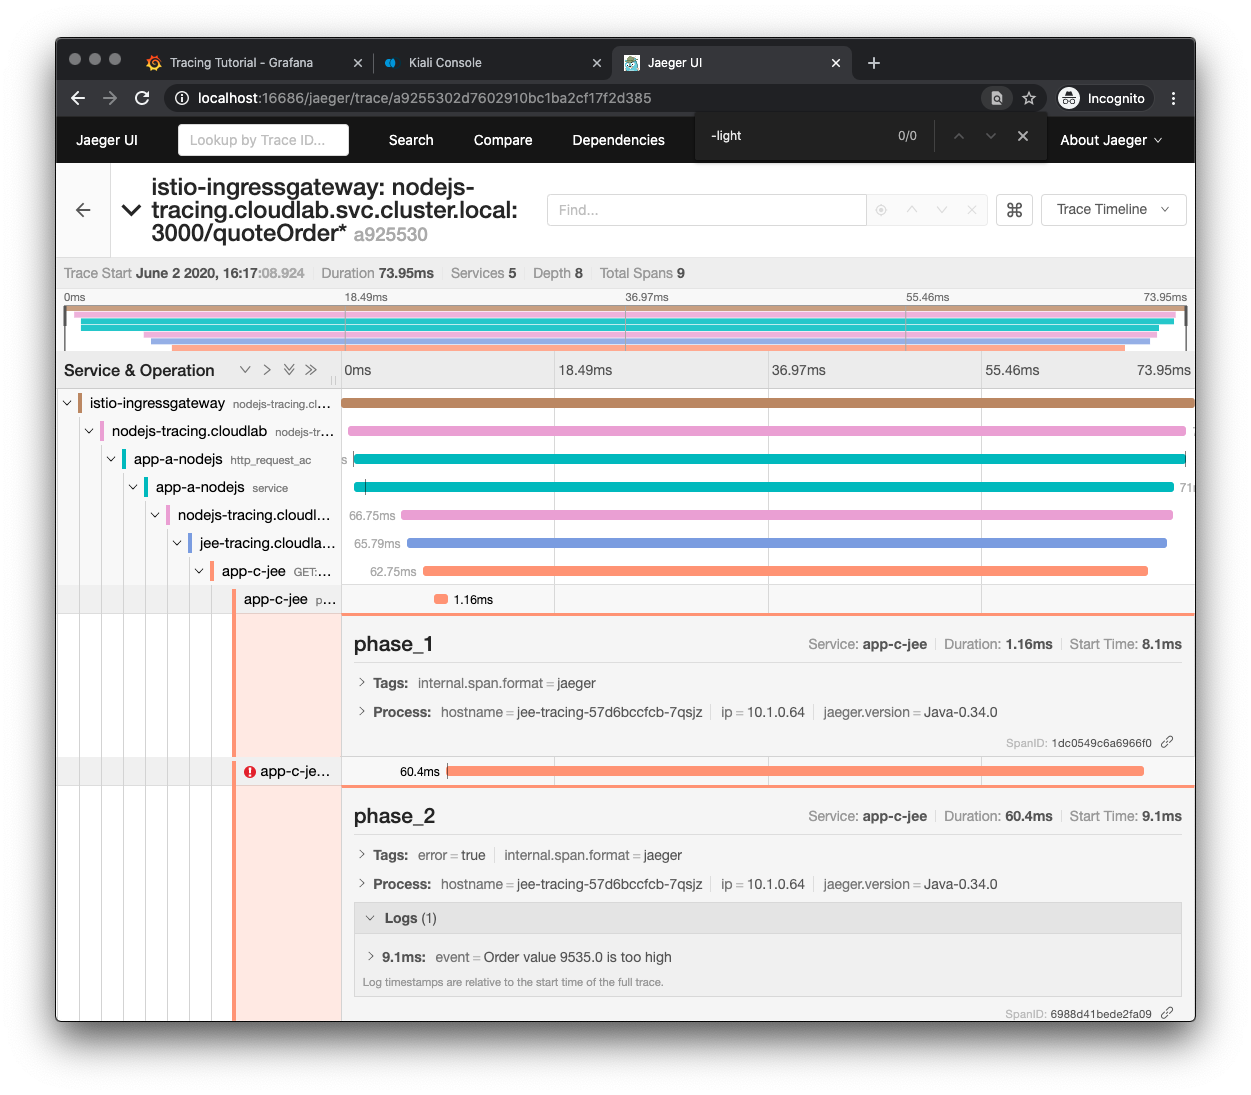 Tracing Tutorial - Grafana
Kiali Console
Jaeger UI
localhost:16686/jaeger/trace/a9255302d7602910bc1ba2cf17f2d385
Incognito
-light
0/0
Jaeger UI
Lookup by Trace ID...
Search
Compare
Dependencies
About Jaeger
istio-ingressgateway: nodejs-
tracing.cloudlab.svc.cluster.local:
3000/quoteOrder* a925530
Find...
Trace Timeline
Trace Start June 2 2020, 16:17:08.924 Duration 73.95ms Services 5 Depth 8 Total Spans 9
0ms 18.49ms 36.97ms 55.46ms 73.95ms
Service & Operation
0ms 18.49ms 36.97ms 55.46ms 73.95ms
istio-ingressgateway nodejs-tracing.cl...
nodejs-tracing.cloudlab nodejs-tr...
app-a-nodejs http_request_ac
app-a-nodejs service
nodejs-tracing.cloudl...
66.75ms
jee-tracing.cloudla...
65.79ms
app-c-jee GET:...
62.75ms
app-c-jee p...
1.16ms
phase_1
Service: app-c-jee Duration: 1.16ms Start Time: 8.1ms
Tags: internal.span.format = jaeger
Process: hostname = jee-tracing-57d6bccfcb-7qsjz ip = 10.1.0.64 jaeger.version = Java-0.34.0
SpanID: 1dc0549c6a6966f0
app-c-je...
60.4ms
phase_2
Service: app-c-jee Duration: 60.4ms Start Time: 9.1ms
Tags: error = true internal.span.format = jaeger
Process: hostname = jee-tracing-57d6bccfcb-7qsjz ip = 10.1.0.64 jaeger.version = Java-0.34.0
Logs (1)
9.1ms: event = Order value 9535.0 is too high
Log timestamps are relative to the start time of the full trace.
SpanID: 6988d41bede2fa09